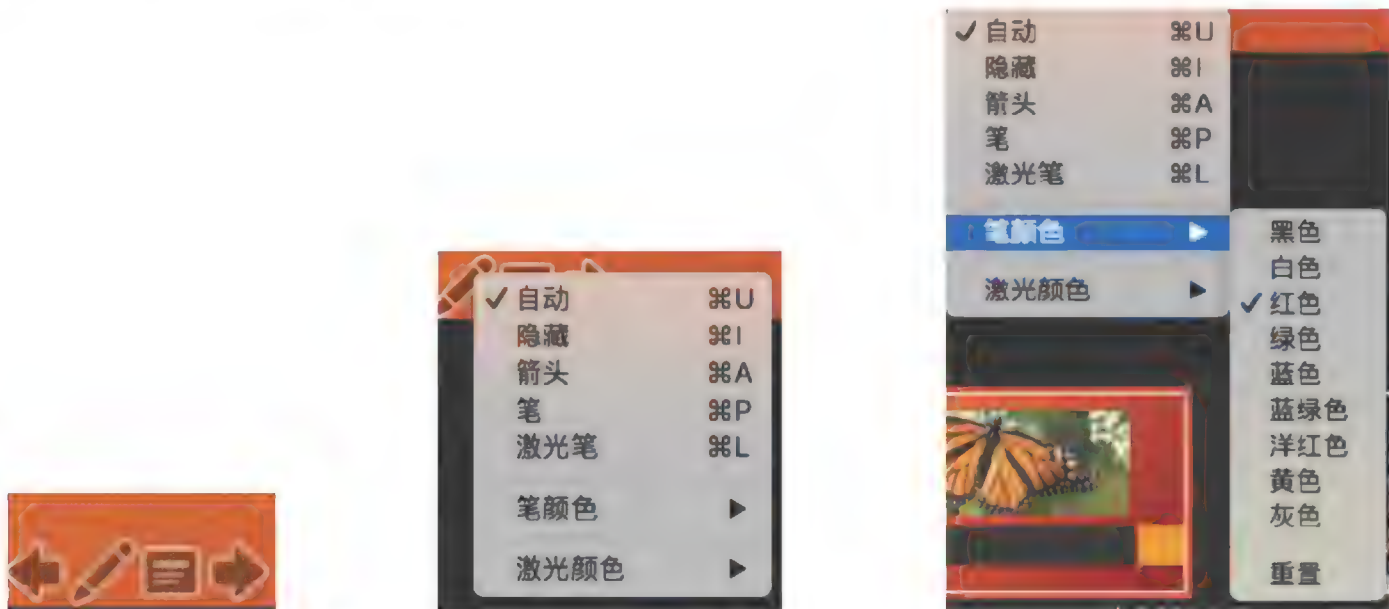 自动 ⌘U
隐藏 ⌘I
箭头 ⌘A
笔 ⌘P
激光笔 ⌘L
笔颜色
激光颜色
自动 ⌘U
隐藏 ⌘I
箭头 ⌘A
笔 ⌘P
激光笔 ⌘L
笔颜色
激光颜色
黑色
白色
红色
绿色
蓝色
蓝绿色
洋红色
黄色
灰色
重置